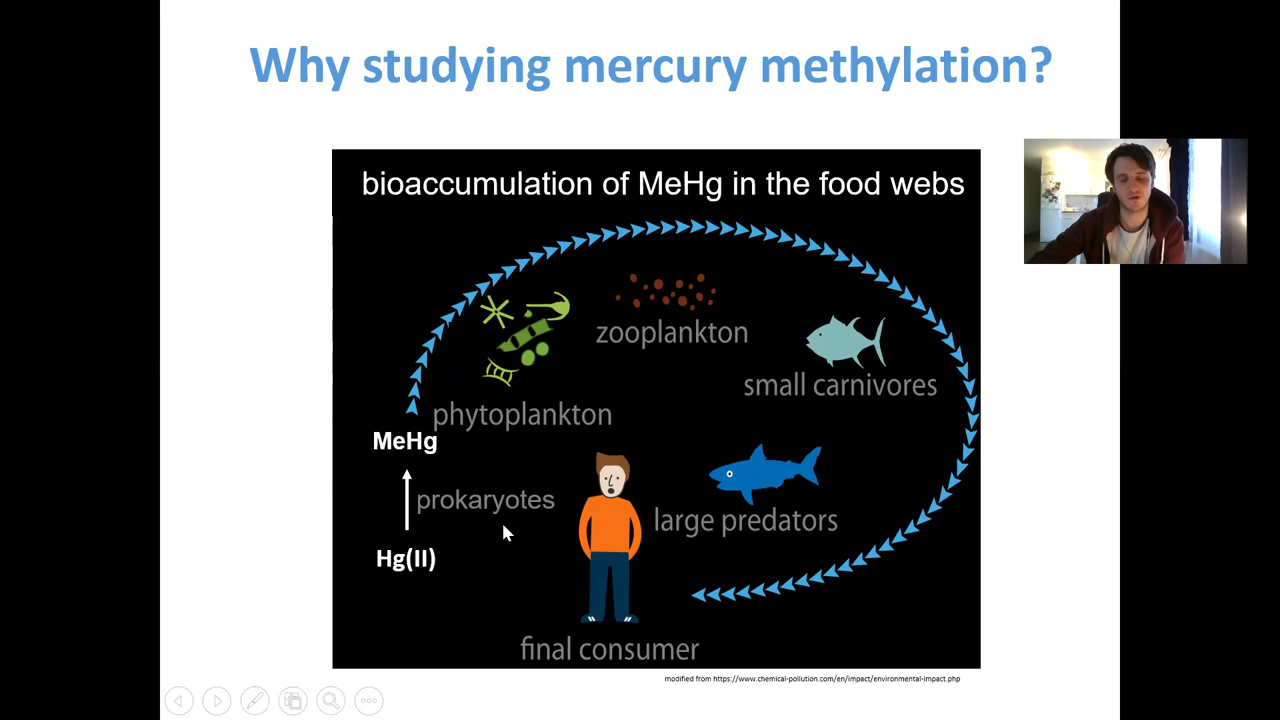 Why studying mercury methylation?
bioaccumulation of MeHg in the food webs
zooplankton
small carnivores
phytoplankton
MeHg
prokaryotes
large predators
Hg(II)
final consumer
modified from https://www.chemical-pollution.com/en/impact/environmental-impact.php